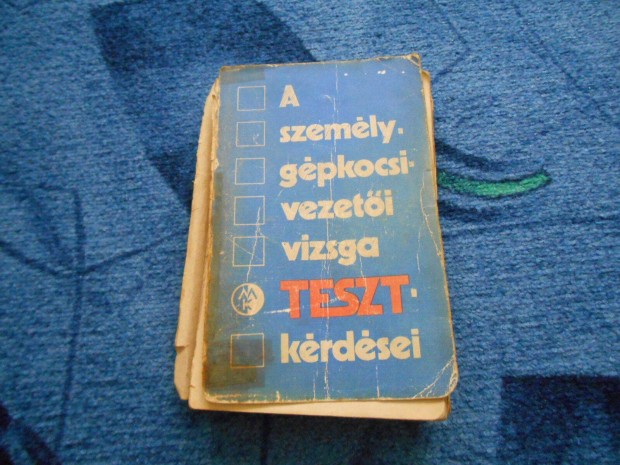 A
személy-
gépkocsi-
vezetői
vizsga
TESZT-
kérdései